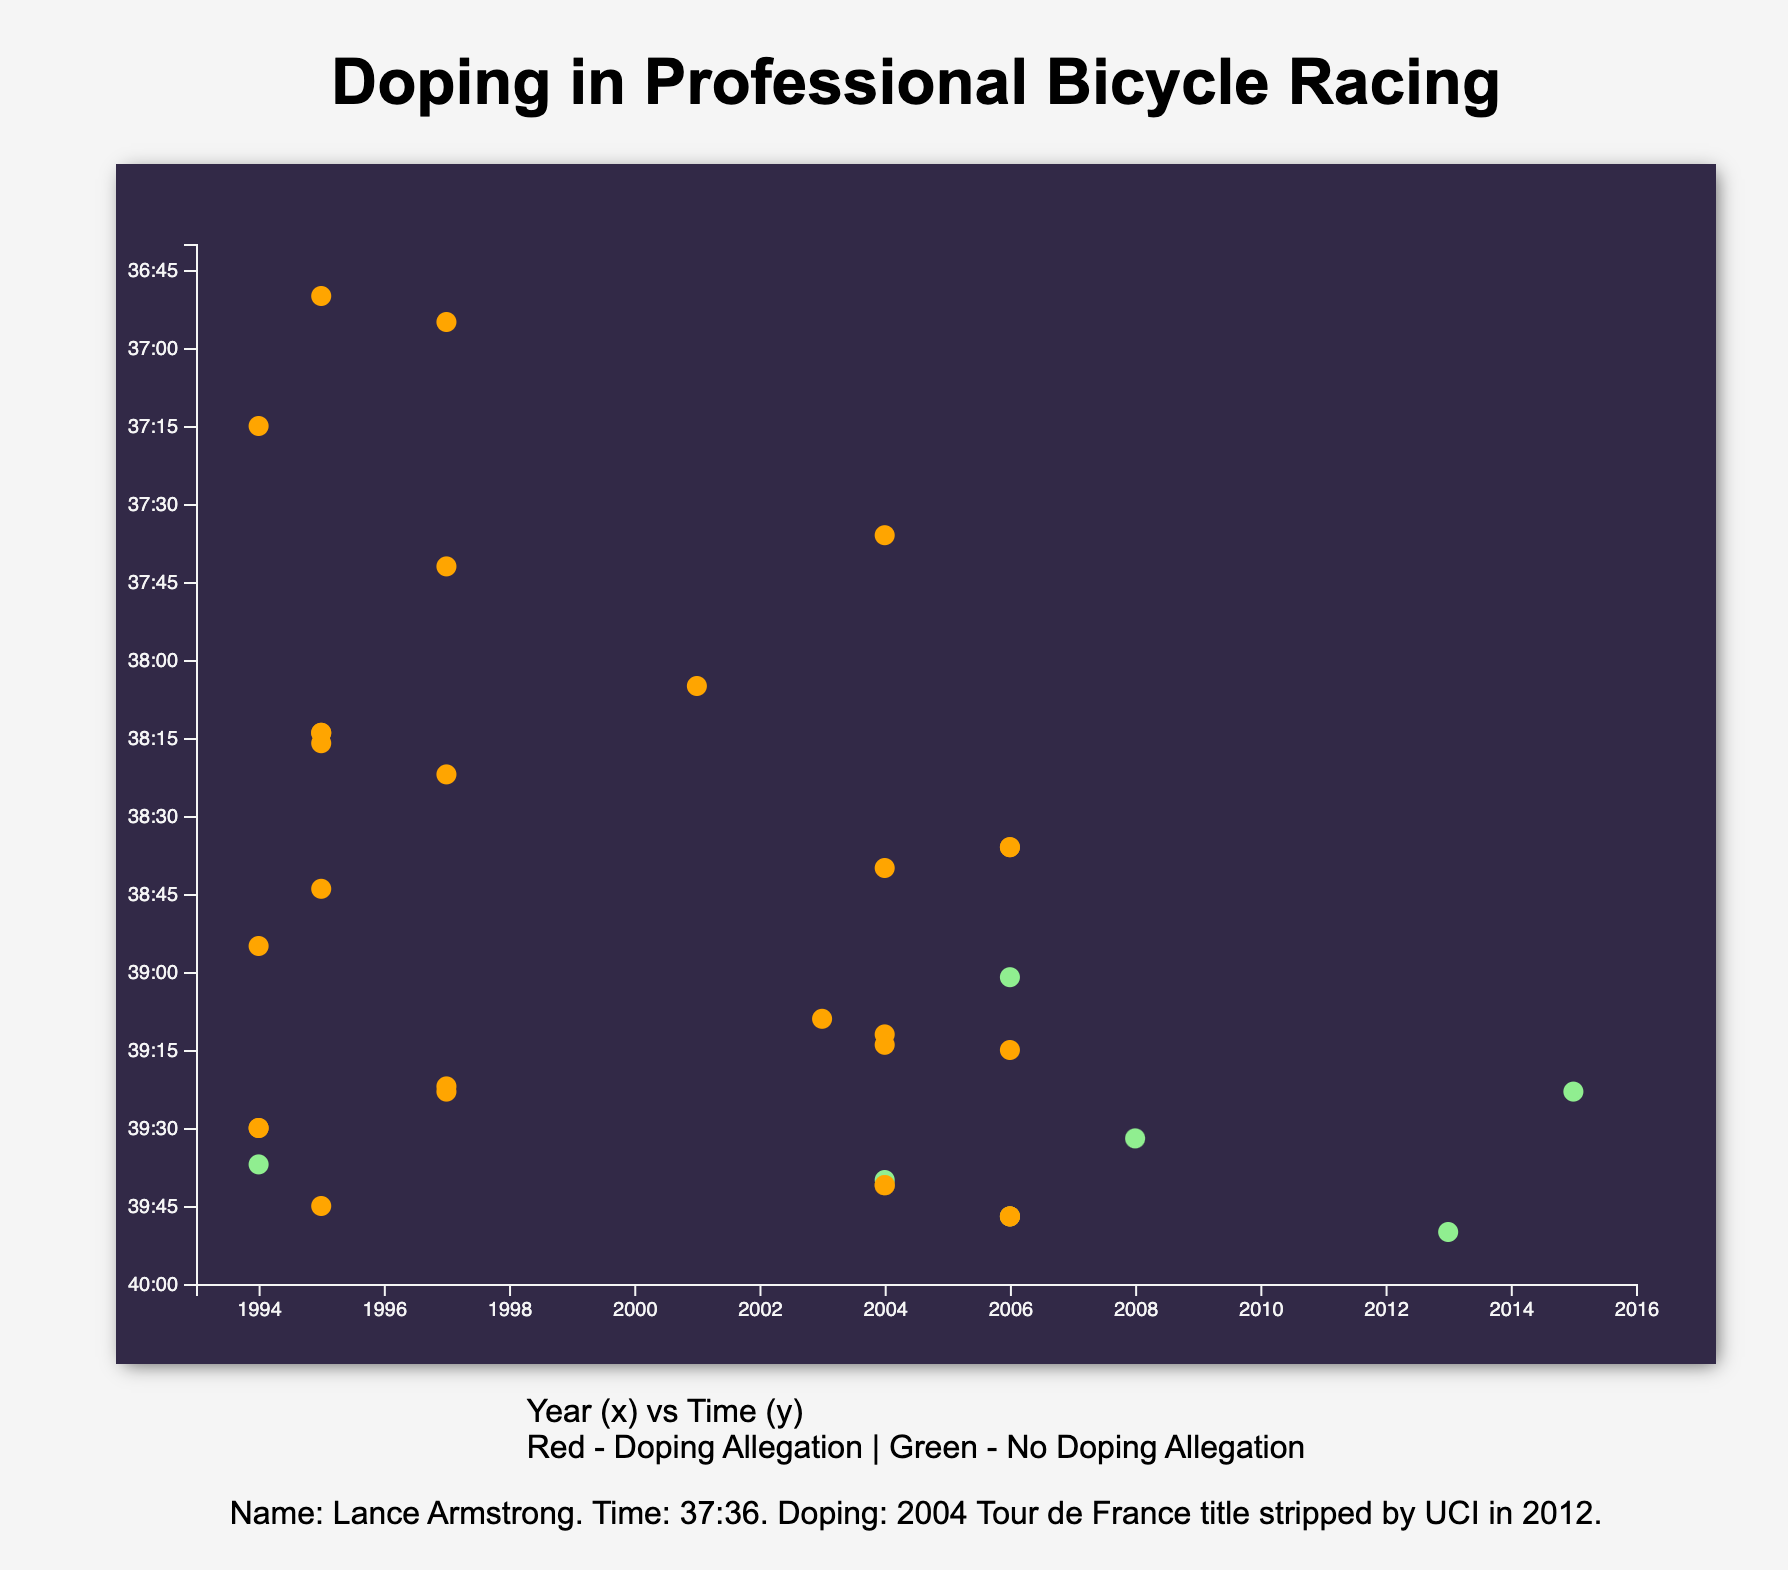 Doping in Professional Bicycle Racing
36:45
37:00
37:15
37:30
37:45
38:00
38:15
38:30
38:45
39:00
39:15
39:30
39:45
40:00
1994 1996 1998 2000 2002 2004 2006 2008 2010 2012 2014 2016
Year (x) vs Time (y)
Red - Doping Allegation | Green - No Doping Allegation
Name: Lance Armstrong. Time: 37:36. Doping: 2004 Tour de France title stripped by UCI in 2012.